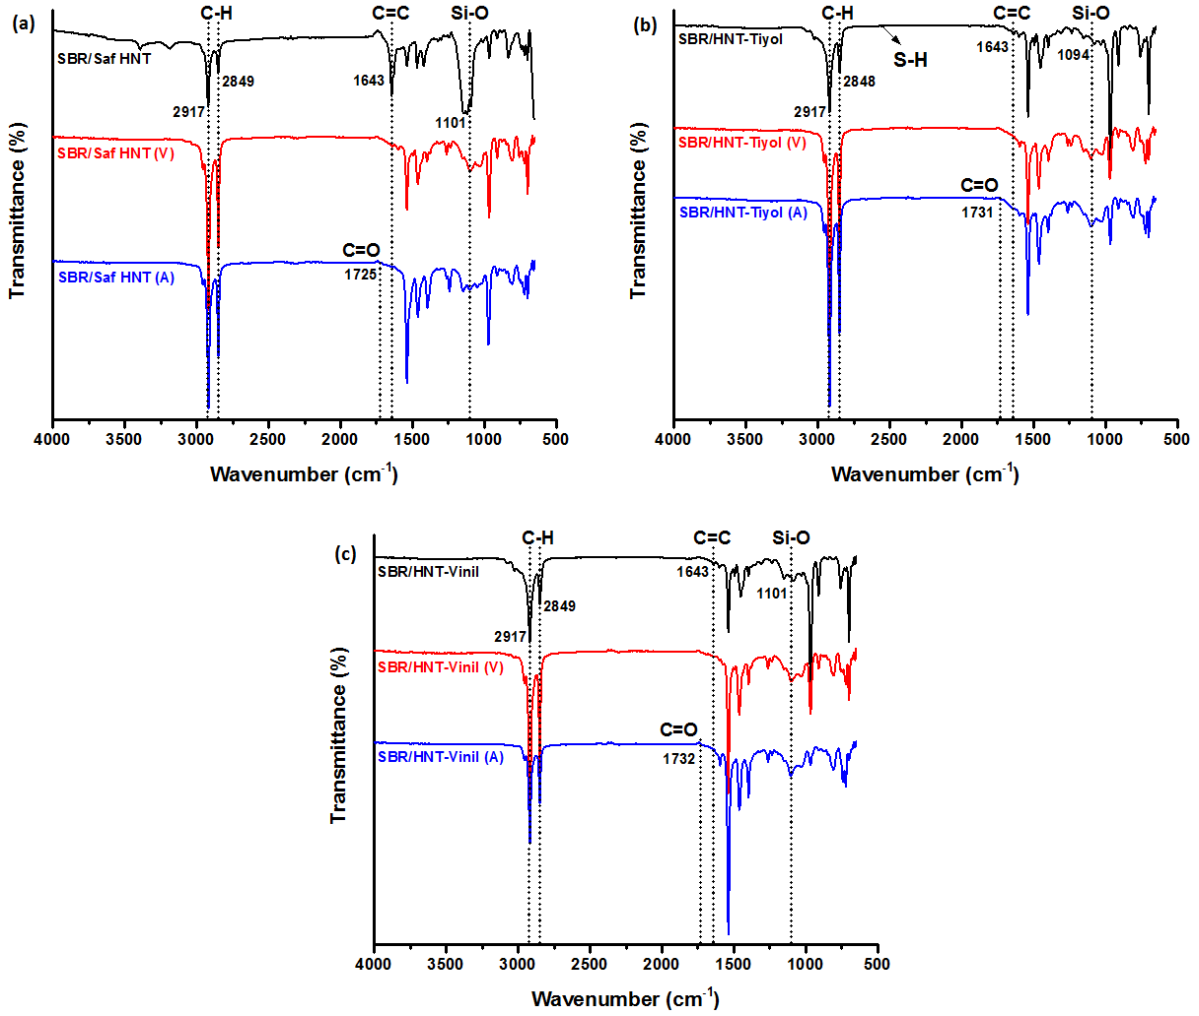 (a)
C-H
C=C
Si-O
SBR/Saf HNT
2849
1643
2917
1101
SBR/Saf HNT (V)
C=O
1725
SBR/Saf HNT (A)
Transmittance (%)
4000 3500 3000 2500 2000 1500 1000 500
Wavenumber (cm-1)
(b)
C-H
C=C
Si-O
SBR/HNT-Tiyol
1643
1094
S-H
2848
2917
SBR/HNT-Tiyol (V)
C=O
1731
SBR/HNT-Tiyol (A)
Transmittance (%)
4000 3500 3000 2500 2000 1500 1000 500
Wavenumber (cm-1)
(c)
C-H
C=C
Si-O
SBR/HNT-Vinil
1643
1101
2849
2917
SBR/HNT-Vinil (V)
C=O
SBR/HNT-Vinil (A)
1732
Transmittance (%)
4000 3500 3000 2500 2000 1500 1000 500
Wavenumber (cm-1)